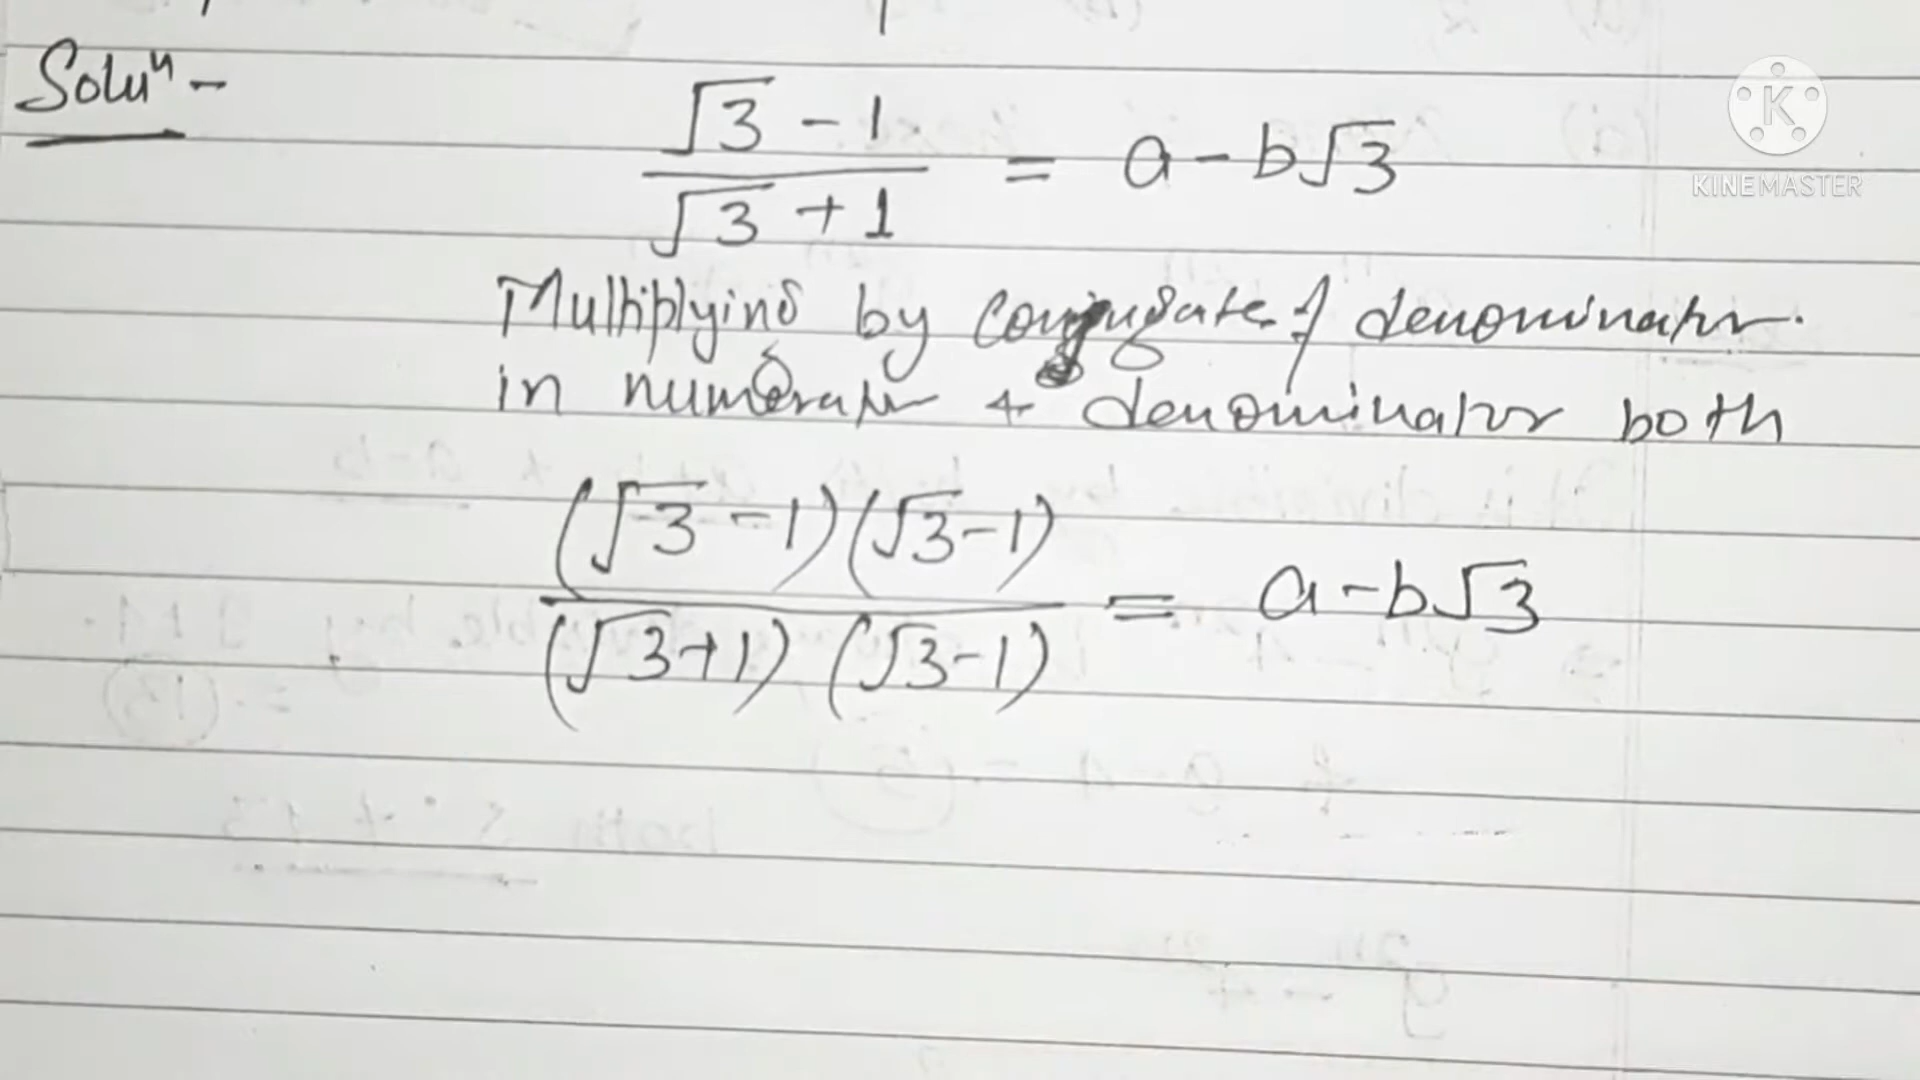 Soluⁿ -
√3 - 1 / √3 + 1 = a - b√3
KINEMASTER
Multiplying by conjugate of denominator.
in numerator & denominator both
(√3 - 1)(√3 - 1) / (√3 + 1) (√3 - 1) = a - b√3